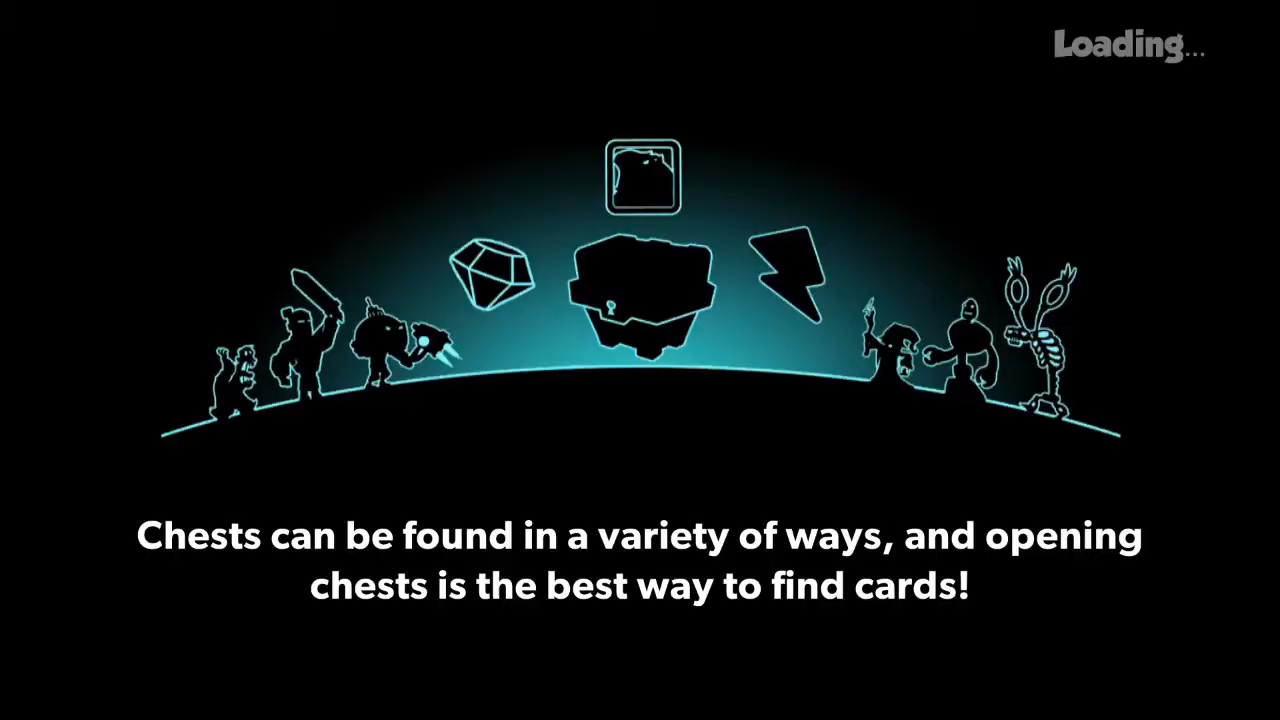 Loading...
Chests can be found in a variety of ways, and opening
chests is the best way to find cards!